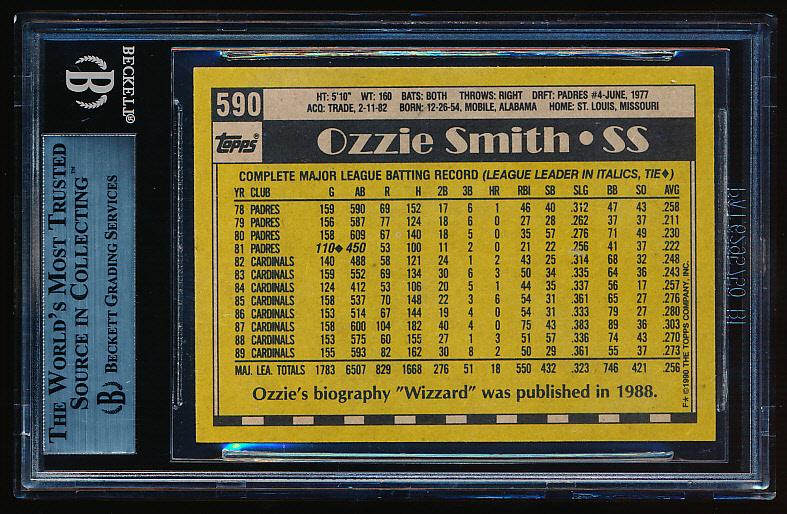 BECKETT®
B
THE WORLD'S MOST TRUSTED
SOURCE IN COLLECTING™
B BECKETT GRADING SERVICES
590
HT: 5'10" WT: 160 BATS: BOTH THROWS: RIGHT DRFT: PADRES #4-JUNE, 1977
ACQ: TRADE, 2-11-82 BORN: 12-26-54, MOBILE, ALABAMA HOME: ST. LOUIS, MISSOURI
topps® Ozzie Smith • SS
COMPLETE MAJOR LEAGUE BATTING RECORD (LEAGUE LEADER IN ITALICS, TIE♦)
YR CLUB G AB R H 2B 3B HR RBI SB SLG BB SO AVG
78 PADRES 159 590 69 152 17 6 1 46 40 .312 47 43 .258
79 PADRES 156 587 77 124 18 6 0 27 28 .262 37 37 .211
80 PADRES 158 609 67 140 18 5 0 35 57 .276 71 49 .230
81 PADRES 110♦ 450 53 100 11 2 0 21 22 .256 41 37 .222
82 CARDINALS 140 488 58 121 24 1 2 43 25 .314 68 32 .248
83 CARDINALS 159 552 69 134 30 6 3 50 34 .335 64 36 .243
84 CARDINALS 124 412 53 106 20 5 1 44 35 .337 56 17 .257
85 CARDINALS 158 537 70 148 22 3 6 54 31 .361 65 27 .276
86 CARDINALS 153 514 67 144 19 4 0 54 31 .333 79 27 .280
87 CARDINALS 158 600 104 182 40 4 0 75 43 .383 89 36 .303
88 CARDINALS 153 575 60 155 27 1 3 51 57 .336 74 43 .270
89 CARDINALS 155 593 82 162 30 8 2 50 29 .361 55 37 .273
MAJ. LEA. TOTALS 1783 6507 829 1668 276 51 18 550 432 .323 746 421 .256
Ozzie's biography "Wizzard" was published in 1988.
F* ©1990 THE TOPPS COMPANY, INC.